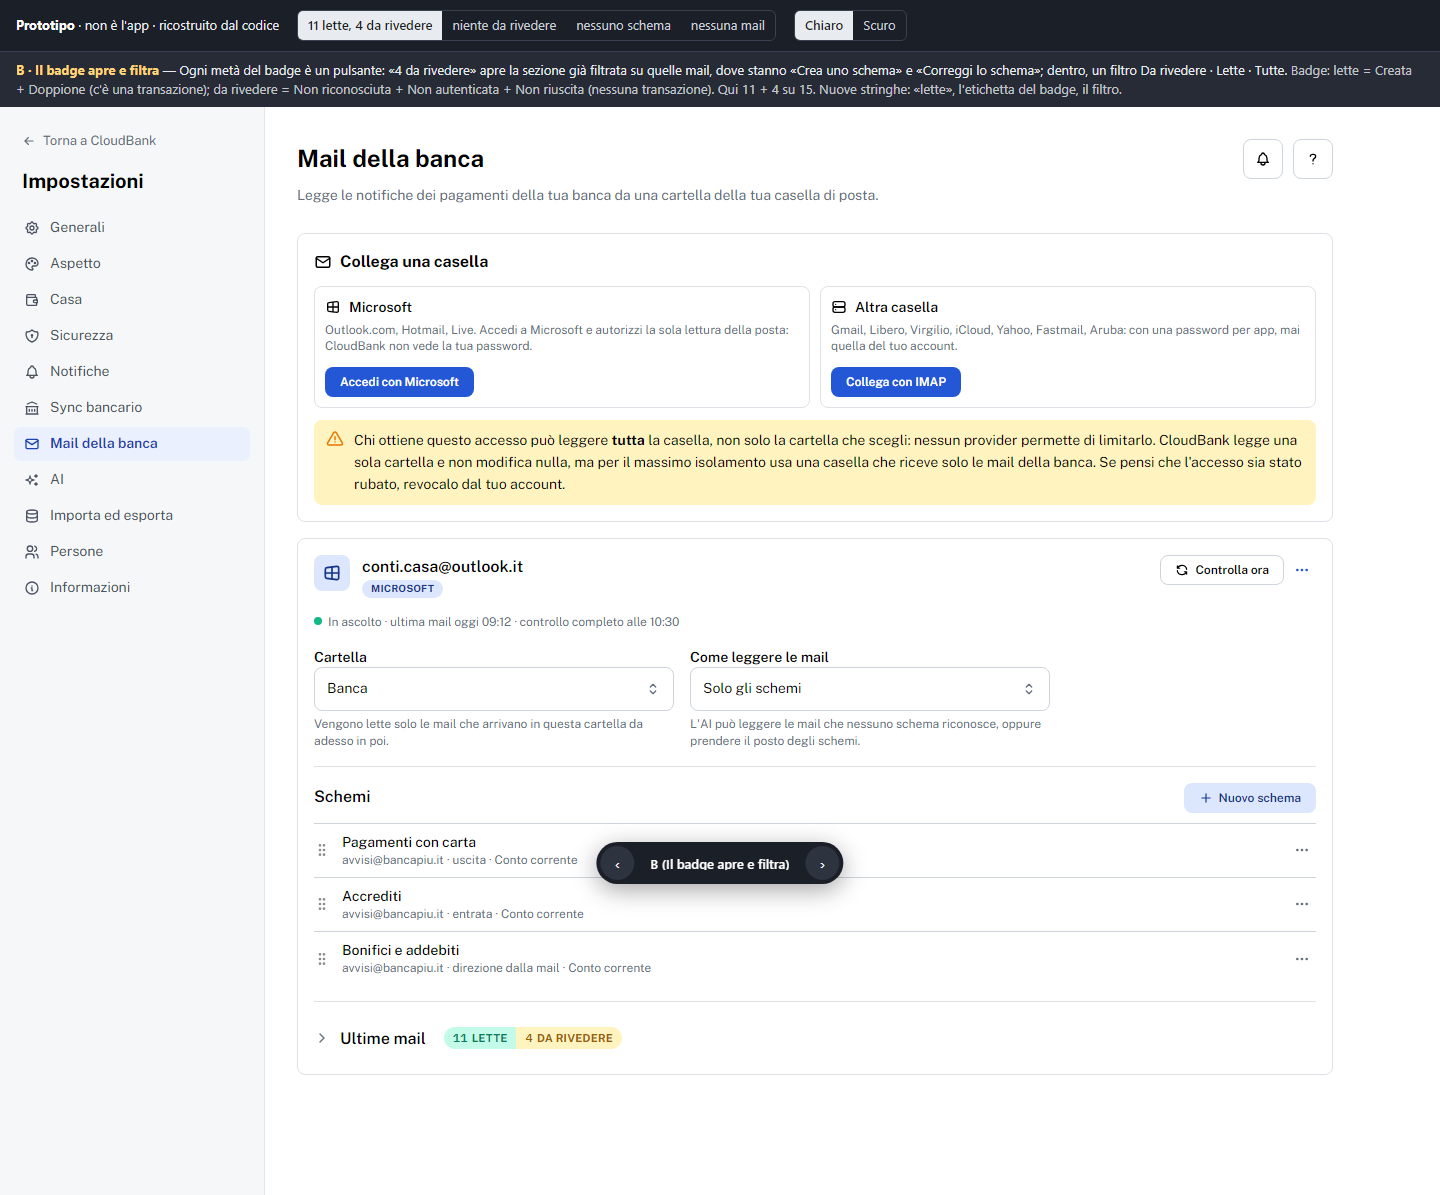 Prototipo · non è l'app · ricostruito dal codice
11 lette, 4 da rivedere
niente da rivedere
nessuno schema
nessuna mail
Chiaro
Scuro
B · Il badge apre e filtra — Ogni metà del badge è un pulsante: «4 da rivedere» apre la sezione già filtrata su quelle mail, dove stanno «Crea uno schema» e «Correggi lo schema»; dentro, un filtro Da rivedere · Lette · Tutte. Badge: lette = Creata
+ Doppione (c'è una transazione); da rivedere = Non riconosciuta + Non autenticata + Non riuscita (nessuna transazione). Qui 11 + 4 su 15. Nuove stringhe: «lette», l'etichetta del badge, il filtro.
← Torna a CloudBank
Impostazioni
Generali
Aspetto
Casa
Sicurezza
Notifiche
Sync bancario
Mail della banca
AI
Importa ed esporta
Persone
Informazioni
Mail della banca
?
Legge le notifiche dei pagamenti della tua banca da una cartella della tua casella di posta.
Collega una casella
Microsoft
Outlook.com, Hotmail, Live. Accedi a Microsoft e autorizzi la sola lettura della posta:
CloudBank non vede la tua password.
Accedi con Microsoft
Altra casella
Gmail, Libero, Virgilio, iCloud, Yahoo, Fastmail, Aruba: con una password per app, mai
quella del tuo account.
Collega con IMAP
Chi ottiene questo accesso può leggere tutta la casella, non solo la cartella che scegli: nessun provider permette di limitarlo. CloudBank legge una
sola cartella e non modifica nulla, ma per il massimo isolamento usa una casella che riceve solo le mail della banca. Se pensi che l'accesso sia stato
rubato, revocalo dal tuo account.
conti.casa@outlook.it
MICROSOFT
Controlla ora
In ascolto · ultima mail oggi 09:12 · controllo completo alle 10:30
Cartella
Banca
Vengono lette solo le mail che arrivano in questa cartella da
adesso in poi.
Come leggere le mail
Solo gli schemi
L'AI può leggere le mail che nessuno schema riconosce, oppure
prendere il posto degli schemi.
Schemi
+ Nuovo schema
Pagamenti con carta
avvisi@bancapiu.it · uscita · Conto corrente
‹ B (Il badge apre e filtra) ›
Accrediti
avvisi@bancapiu.it · entrata · Conto corrente
Bonifici e addebiti
avvisi@bancapiu.it · direzione dalla mail · Conto corrente
Ultime mail
11 LETTE
4 DA RIVEDERE